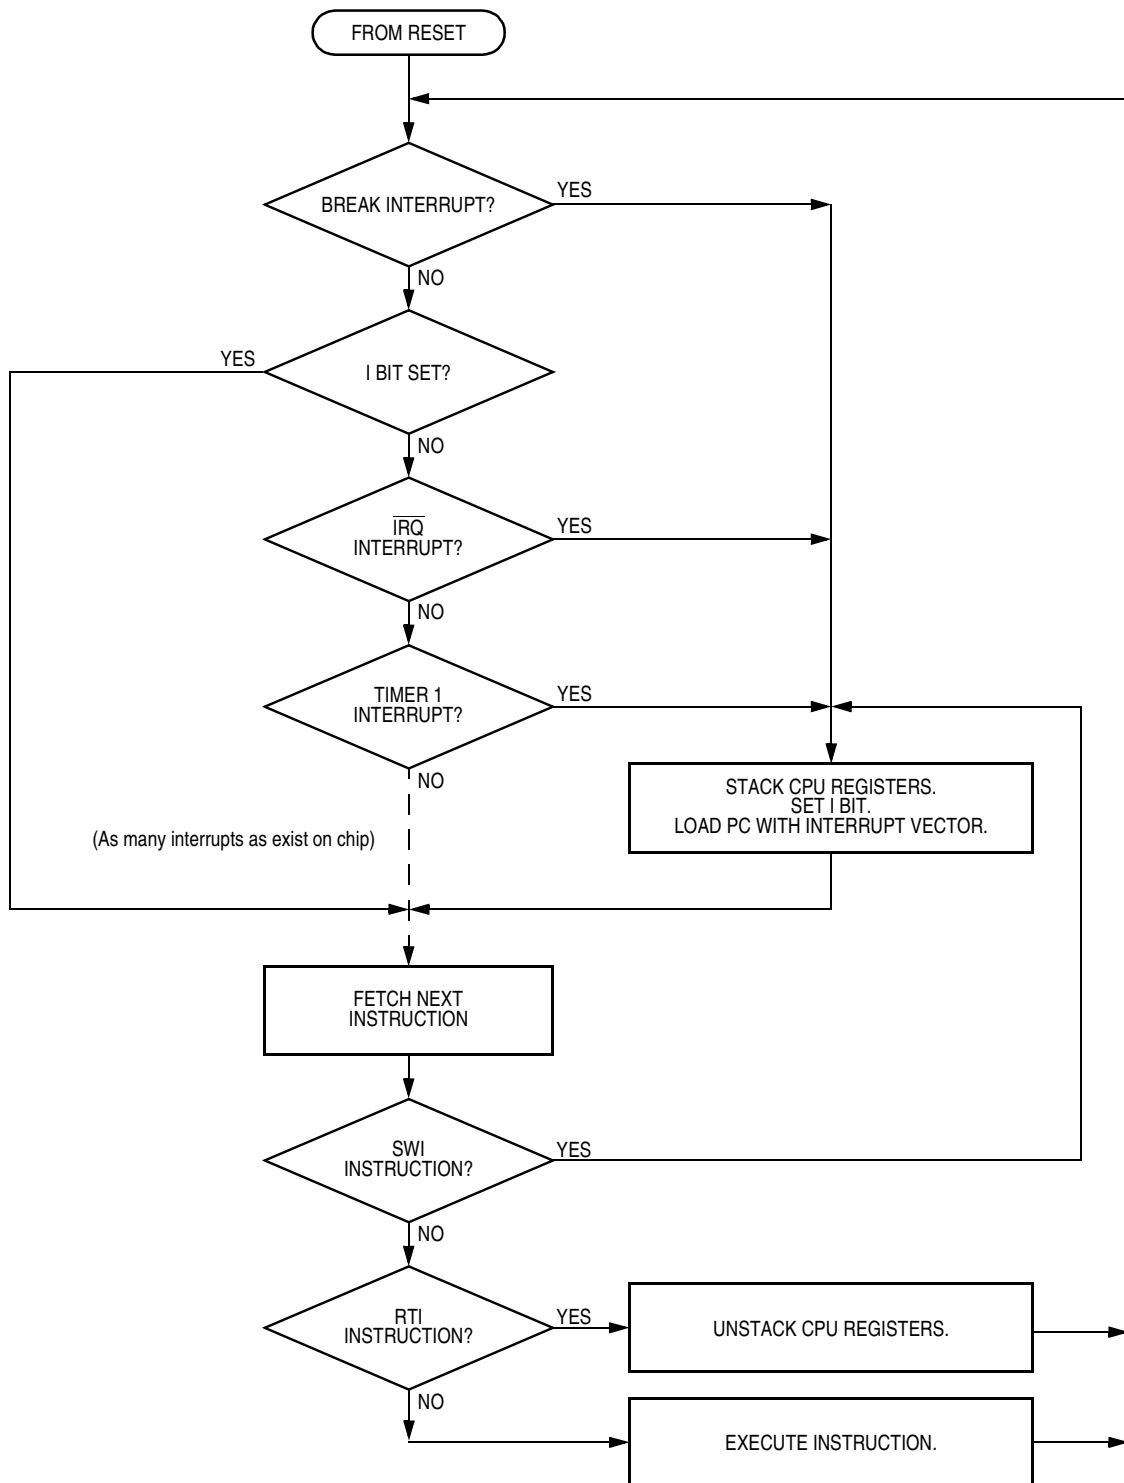 FROM RESET
BREAK INTERRUPT?
YES
NO
YES
I BIT SET?
NO
IRQ
INTERRUPT?
YES
NO
TIMER 1
INTERRUPT?
YES
NO
STACK CPU REGISTERS.
SET I BIT.
LOAD PC WITH INTERRUPT VECTOR.
(As many interrupts as exist on chip)
FETCH NEXT
INSTRUCTION
SWI
INSTRUCTION?
YES
NO
RTI
INSTRUCTION?
YES
UNSTACK CPU REGISTERS.
NO
EXECUTE INSTRUCTION.